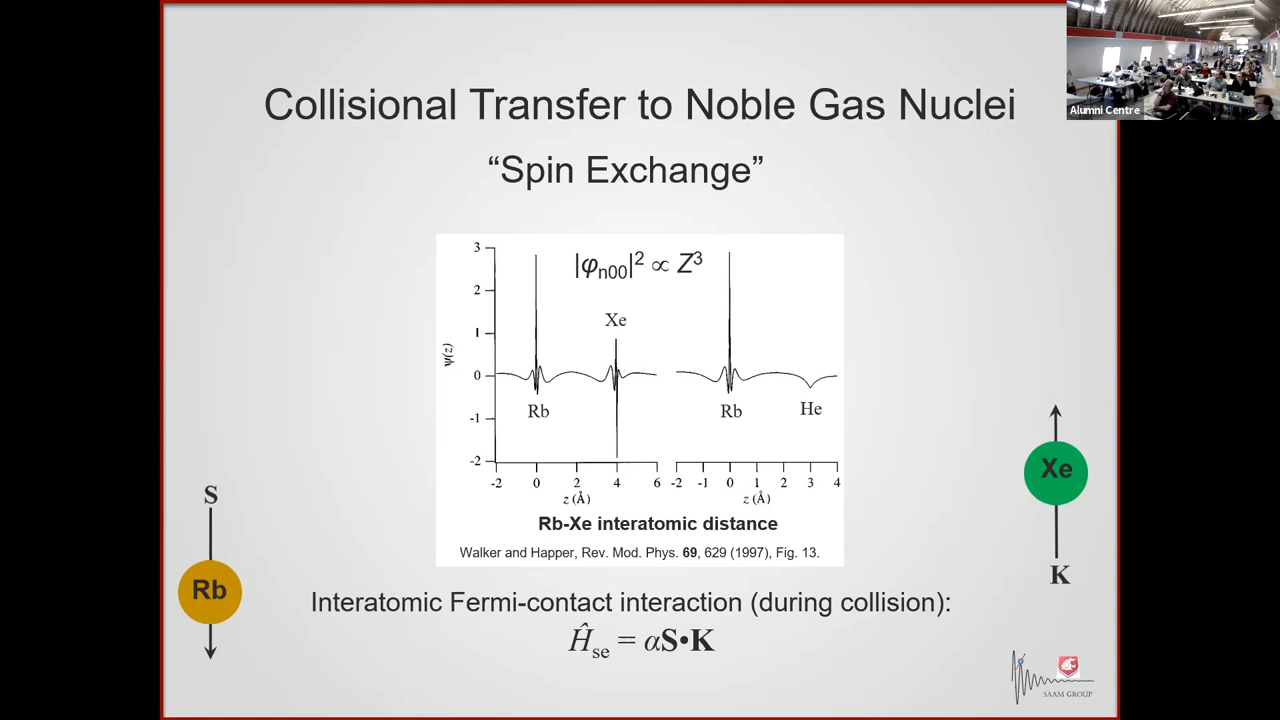 Alumni Centre
Collisional Transfer to Noble Gas Nuclei
“Spin Exchange”
|φn00|² ∝ Z³
3
2
1
0
-1
-2
ψ(z)
Xe
Rb
Rb
He
-2 0 2 4 6 -2 -1 0 1 2 3 4
z (Å) z (Å)
Rb-Xe interatomic distance
Walker and Happer, Rev. Mod. Phys. 69, 629 (1997), Fig. 13.
S
Rb
Xe
K
Interatomic Fermi-contact interaction (during collision):
Ĥse = αS•K
SAAM GROUP